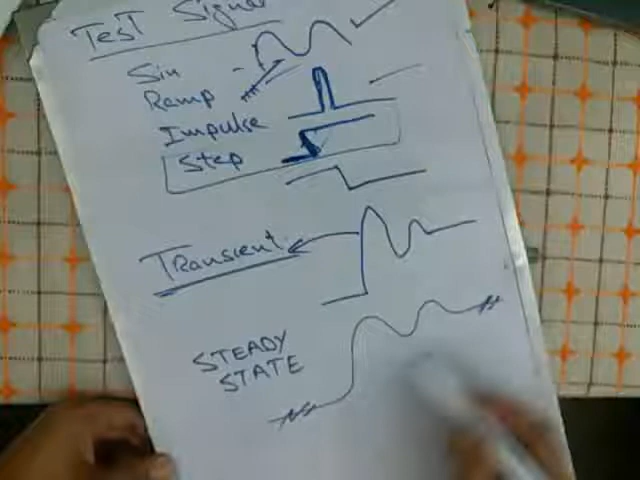 Test Signal
Sin -
Ramp
Impulse
Step
Transient
STEADY
STATE